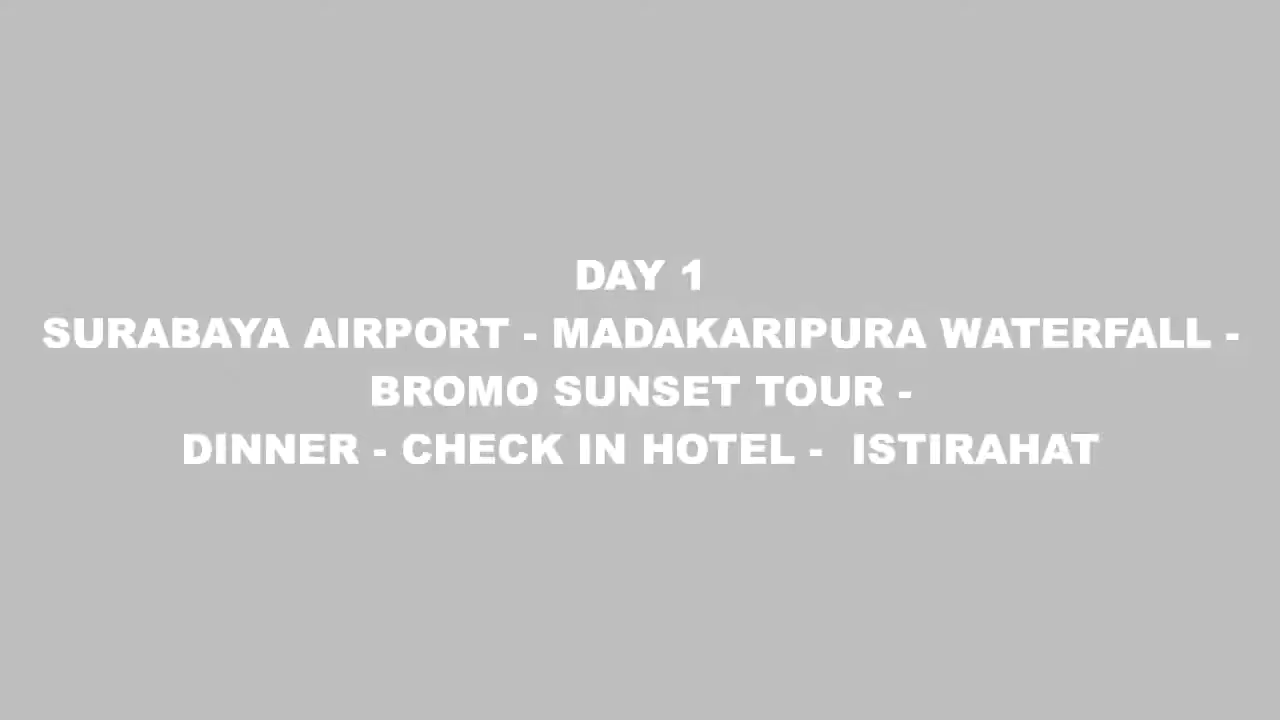 DAY 1
SURABAYA AIRPORT - MADAKARIPURA WATERFALL -
BROMO SUNSET TOUR -
DINNER - CHECK IN HOTEL -  ISTIRAHAT